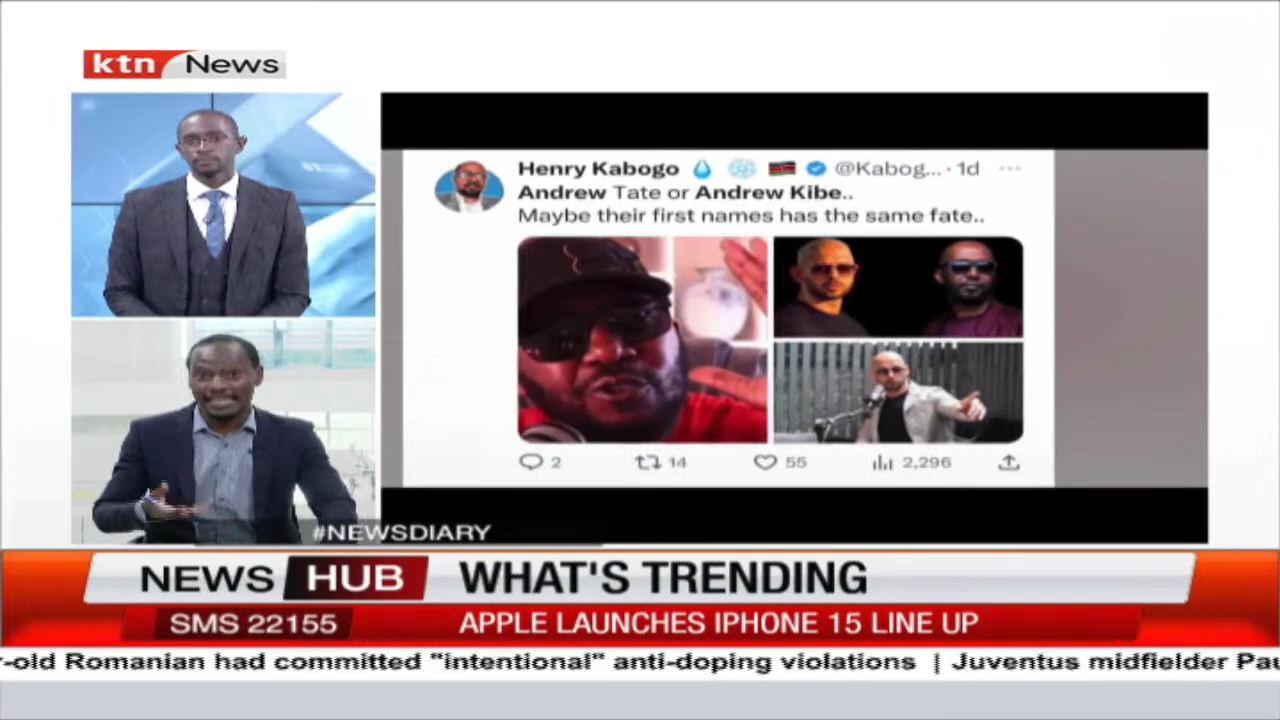 ktn News
Henry Kabogo @Kabog... · 1d
Andrew Tate or Andrew Kibe..
Maybe their first names has the same fate..
2 14 55 2,296
#NEWSDIARY
NEWS HUB WHAT'S TRENDING
SMS 22155 APPLE LAUNCHES IPHONE 15 LINE UP
-old Romanian had committed "intentional" anti-doping violations | Juventus midfielder Pau